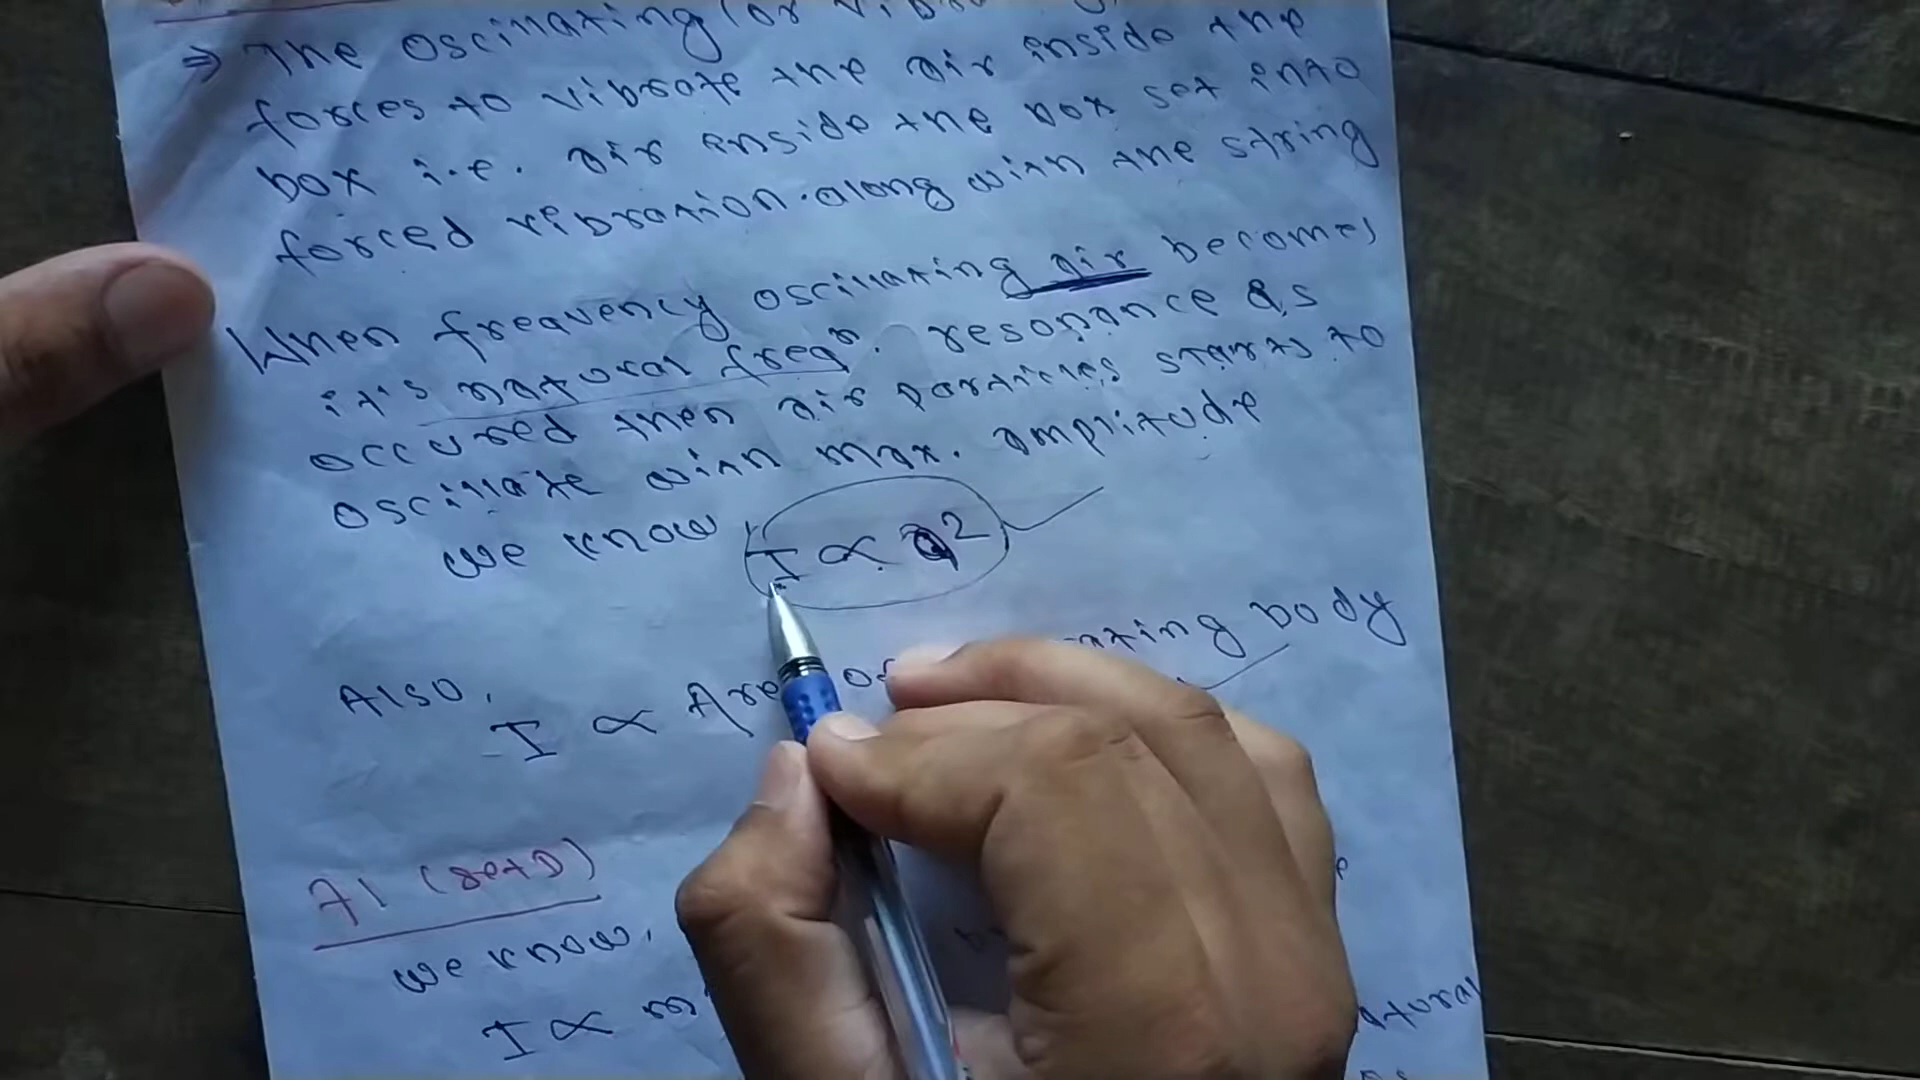 ⇒ The oscillating (or
forces to vibrate the air inside the
box i.e. air inside the box set into
forced vibration. along with the string
When frequency oscillating air becomes
it's natural freqn. resonance is
occured then air particles starts to
oscillate with max. amplitude
we know, I ∝ a²
Also,
I ∝ Area of body
A1 (set D)
we know,
I ∝ m